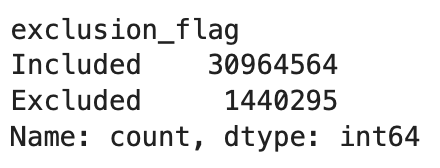 exclusion_flag
Included    30964564
Excluded     1440295
Name: count, dtype: int64